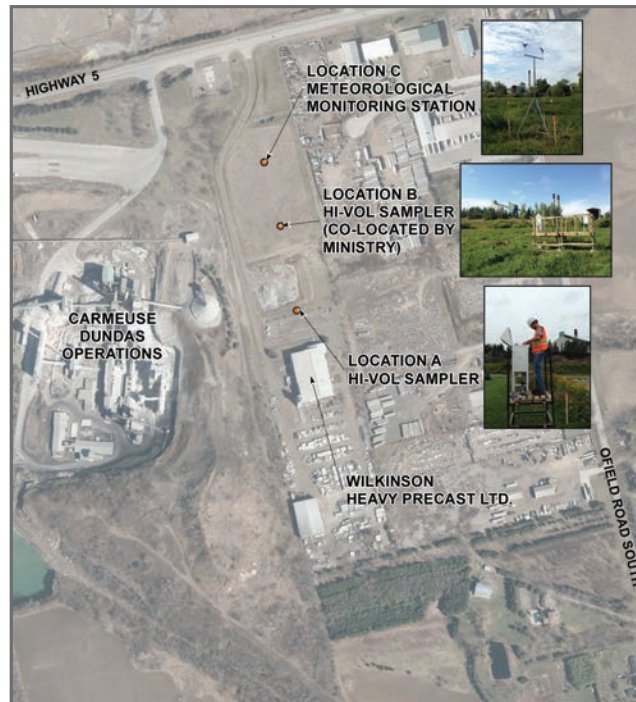 HIGHWAY 5
LOCATION C
METEOROLOGICAL
MONITORING STATION
LOCATION B
HI-VOL SAMPLER
(CO-LOCATED BY
MINISTRY)
CARMEUSE
DUNDAS
OPERATIONS
LOCATION A
HI-VOL SAMPLER
WILKINSON
HEAVY PRECAST LTD.
OFIELD ROAD SOUTH